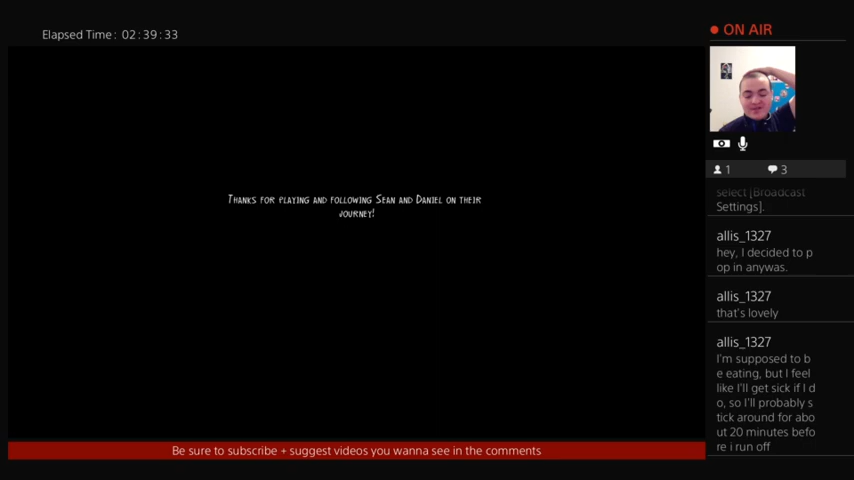 Elapsed Time: 02:39:33
ON AIR
THANKS FOR PLAYING AND FOLLOWING SEAN AND DANIEL ON THEIR
JOURNEY!
1
3
select [Broadcast
Settings].
allis_1327
hey, I decided to p
op in anywas.
allis_1327
that's lovely
allis_1327
I'm supposed to b
e eating, but I feel
like I'll get sick if I d
o, so I'll probably s
tick around for abo
ut 20 minutes befo
re i run off
Be sure to subscribe + suggest videos you wanna see in the comments